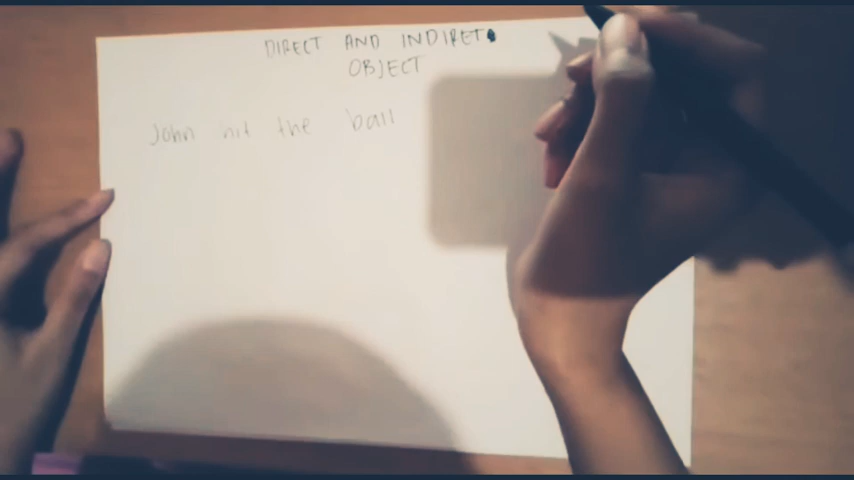 DIRECT AND INDIRET
OBJECT
John hit the ball